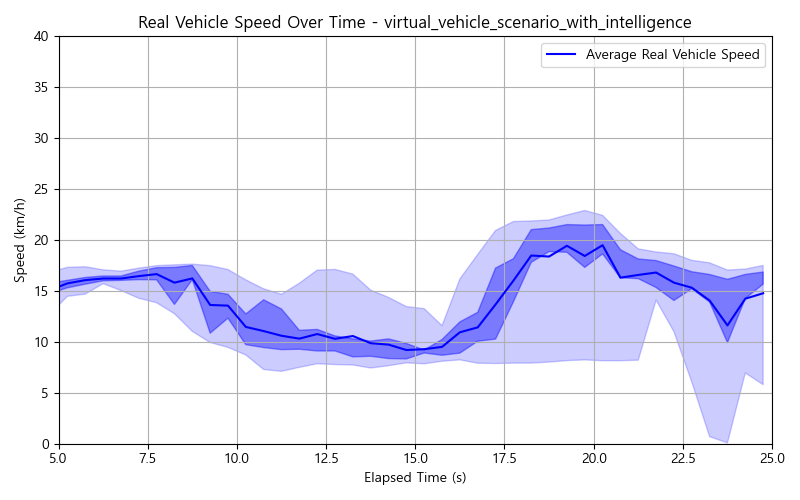 Real Vehicle Speed Over Time - virtual_vehicle_scenario_with_intelligence
Average Real Vehicle Speed
Speed (km/h)
40
35
30
25
20
15
10
5
0
5.0 7.5 10.0 12.5 15.0 17.5 20.0 22.5 25.0
Elapsed Time (s)